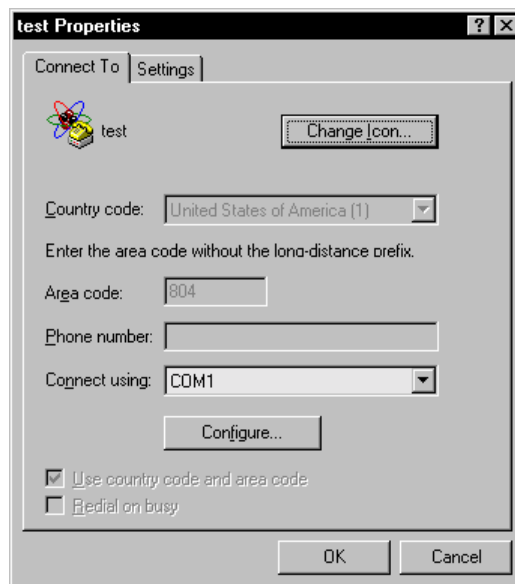 test Properties
Connect To
Settings
test
Change Icon...
Country code: United States of America (1)
Enter the area code without the long-distance prefix.
Area code: 804
Phone number:
Connect using: COM1
Configure...
Use country code and area code
Redial on busy
OK Cancel